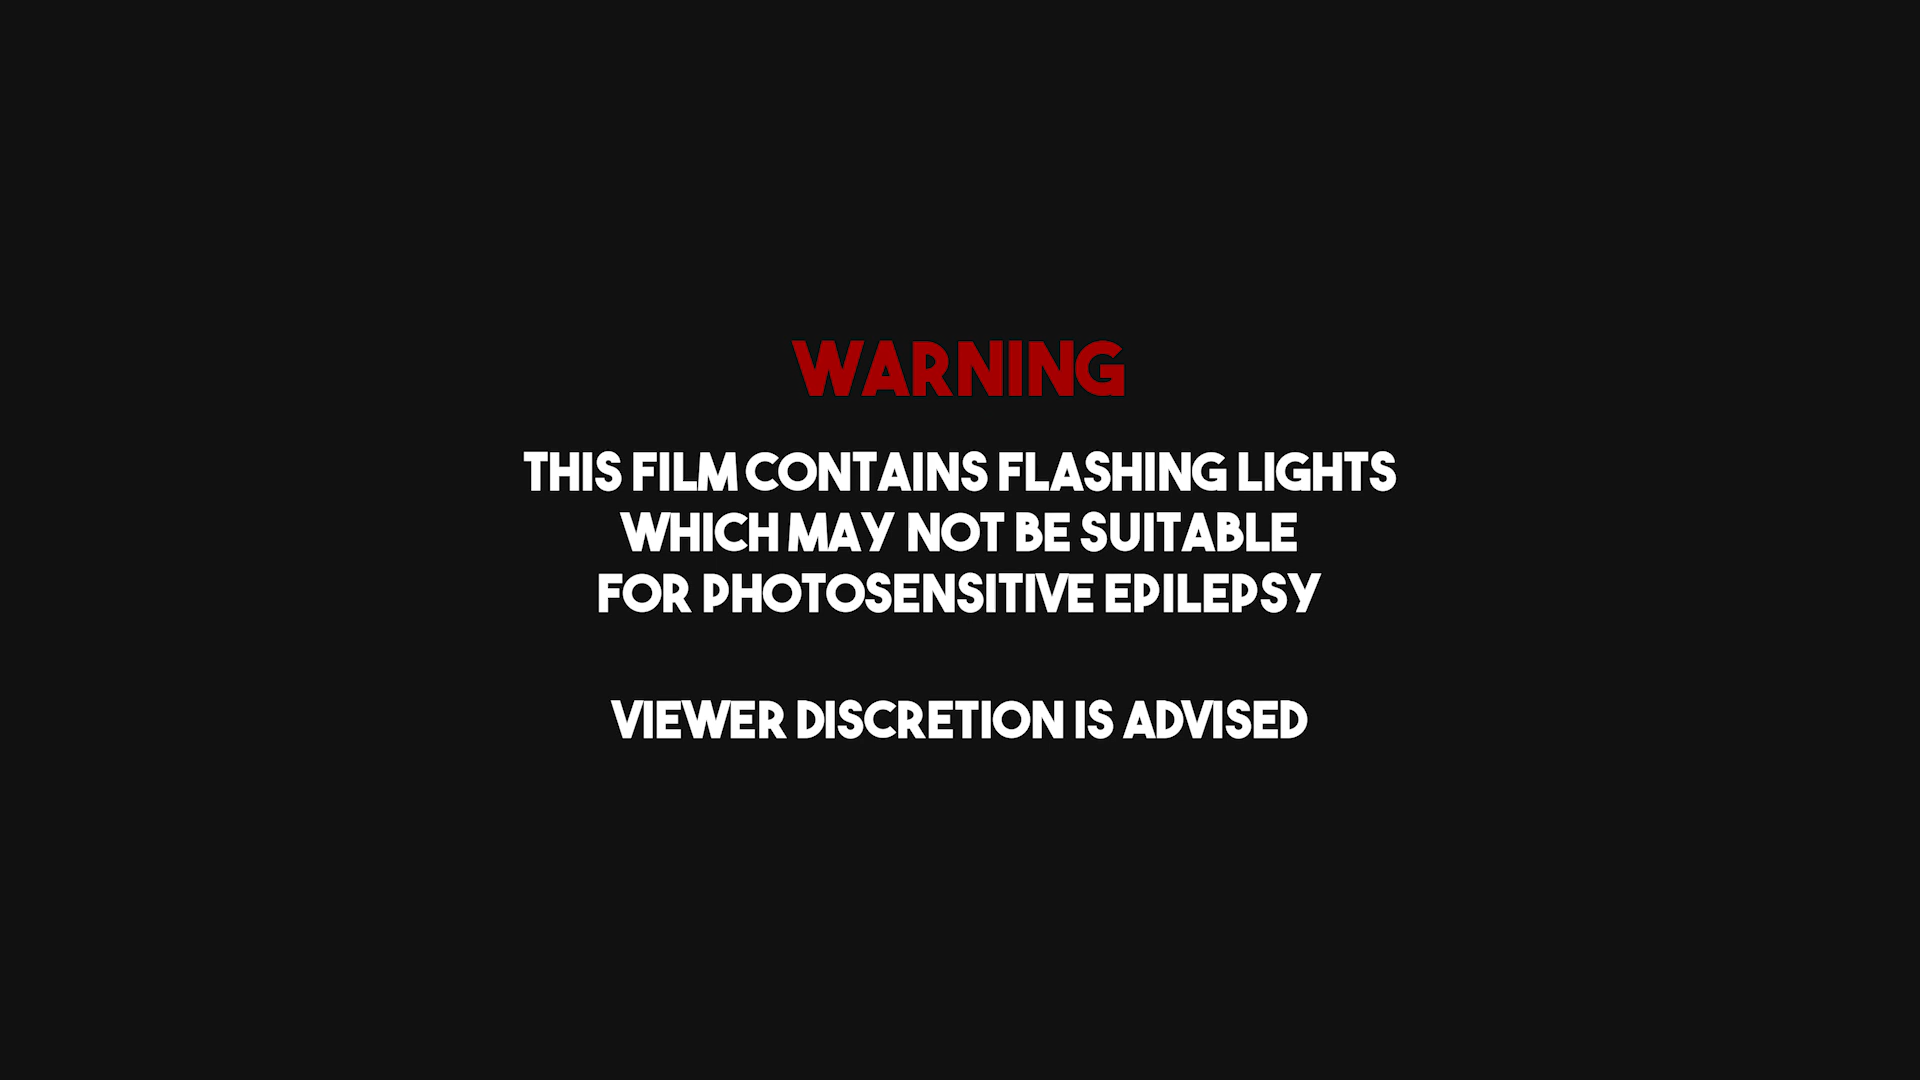 WARNING
THIS FILM CONTAINS FLASHING LIGHTS
WHICH MAY NOT BE SUITABLE
FOR PHOTOSENSITIVE EPILEPSY
VIEWER DISCRETION IS ADVISED